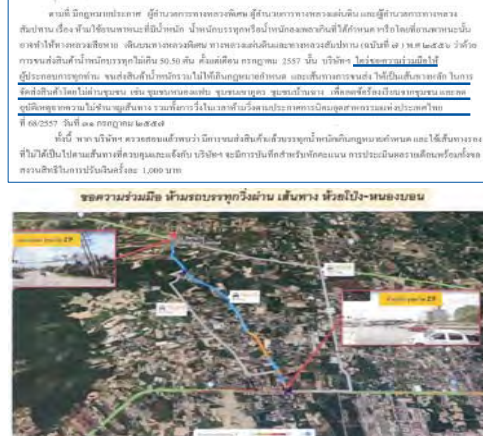 ตามที่ มีกฎหมายประกาศ ผู้อำนวยการทางหลวงพิเศษ ผู้อำนวยการทางหลวงแผ่นดิน และผู้อำนวยการทางหลวง
สัมปทาน เรื่อง ห้ามใช้ยานพาหนะที่มีน้ำหนัก น้ำหนักบรรทุกหรือน้ำหนักลงเพลาเกินที่ได้กำหนด หรือโดยที่ยานพาหนะนั้น
อาจทำให้ทางหลวงเสียหาย เดินบนทางหลวงพิเศษ ทางหลวงแผ่นดินและทางหลวงสัมปทาน (ฉบับที่ ๗) พ.ศ ๒๕๕๖ ว่าด้วย
การขนส่งสินค้าน้ำหนักบรรทุกไม่เกิน 50.50 ตัน ตั้งแต่เดือน กรกฎาคม 2557 นั้น บริษัทฯ ใคร่ขอความร่วมมือให้
ผู้ประกอบการทุกท่าน ขนส่งสินค้าน้ำหนักรวมไม่ให้เกินกฎหมายกำหนด และเส้นทางการขนส่ง ให้เป็นเส้นทางหลัก ในการ
จัดส่งสินค้าโดยไม่ผ่านชุมชน เช่น ชุมชนหนองแฟบ ชุมชนเขาภูดร ชุมชนบ้านฉาง เพื่อลดข้อร้องเรียนจากชุมชน และลด
อุบัติเหตุจากความไม่ชำนาญเส้นทาง รวมทั้งการวิ่งในเวลาห้ามวิ่งตามประกาศการนิคมอุตสาหกรรมแห่งประเทศไทย
ที่ 68/2557 วันที่ ๓๑ กรกฎาคม ๒๕๕๗
ทั้งนี้ หาก บริษัทฯ ตรวจสอบแล้วพบว่า มีการขนส่งสินค้าแล้วบรรทุกน้ำหนักเกินกฎหมายกำหนด และใช้เส้นทางรอง
ที่ไม่ได้เป็นไปตามเส้นทางที่ควบคุมและแจ้งกับ บริษัทฯ จะมีการบันทึกสำหรับหักคะแนน การประเมินผลรายเดือนพร้อมทั้งขอ
สงวนสิทธิในการปรับเงินครั้งละ 1,000 บาท
ขอความร่วมมือ ห้ามรถบรรทุกวิ่งผ่าน เส้นทาง ห้วยโป่ง-หนองบอน